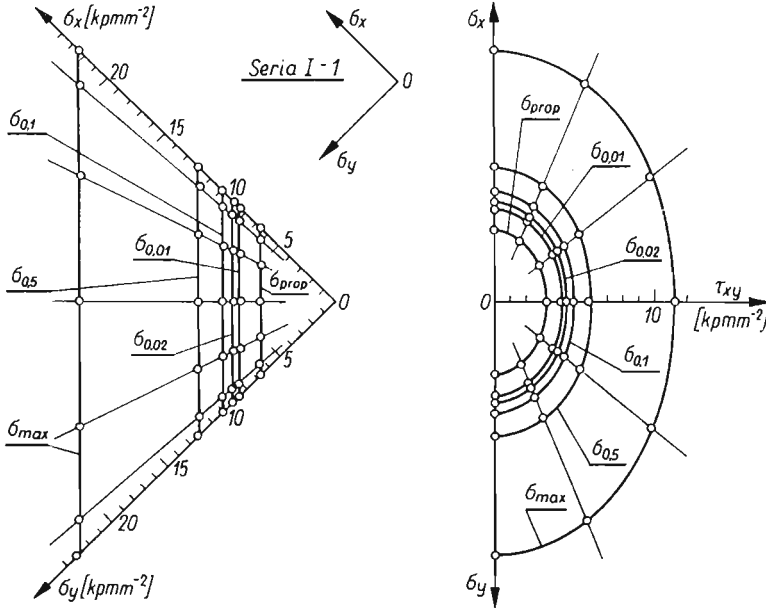 σx [kpmm⁻²]
20
15
10
5
0
σ0,1
σ0,5
σ0,01
σ0,02
σprop
σmax
5
10
15
20
σy [kpmm⁻²]
Seria I-1
σx
0
σy
σx
σprop
σ0,01
σ0,02
0
10
τxy
[kpmm⁻²]
σ0,1
σ0,5
σmax
σy